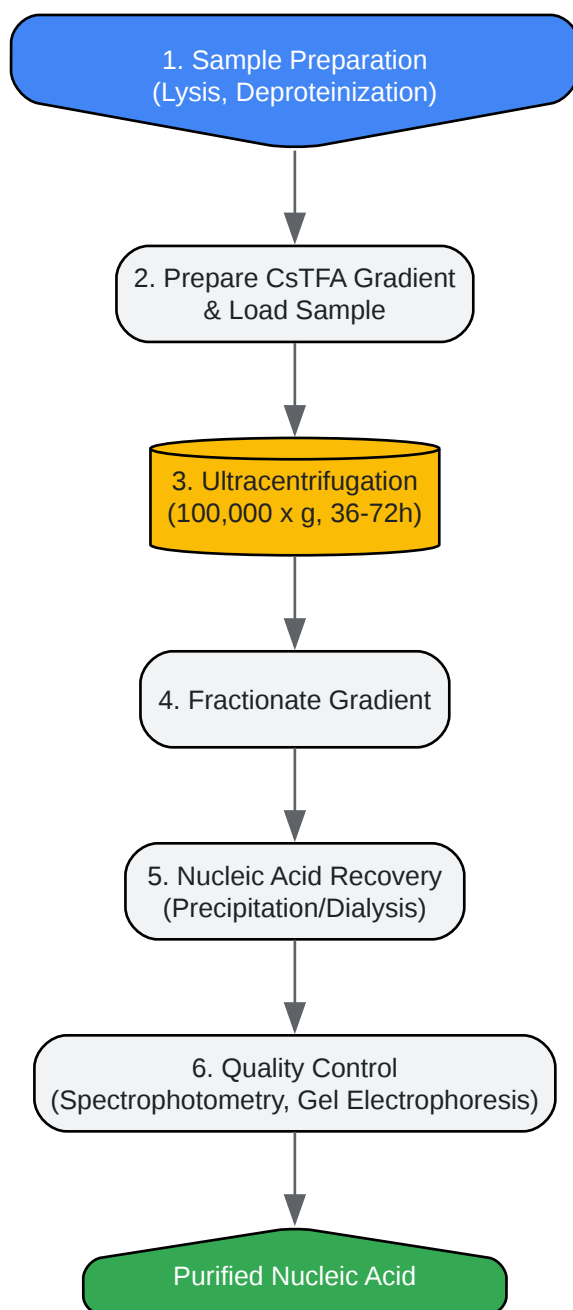 1. Sample Preparation
(Lysis, Deproteinization)
2. Prepare CsTFA Gradient
& Load Sample
3. Ultracentrifugation
(100,000 x g, 36-72h)
4. Fractionate Gradient
5. Nucleic Acid Recovery
(Precipitation/Dialysis)
6. Quality Control
(Spectrophotometry, Gel Electrophoresis)
Purified Nucleic Acid